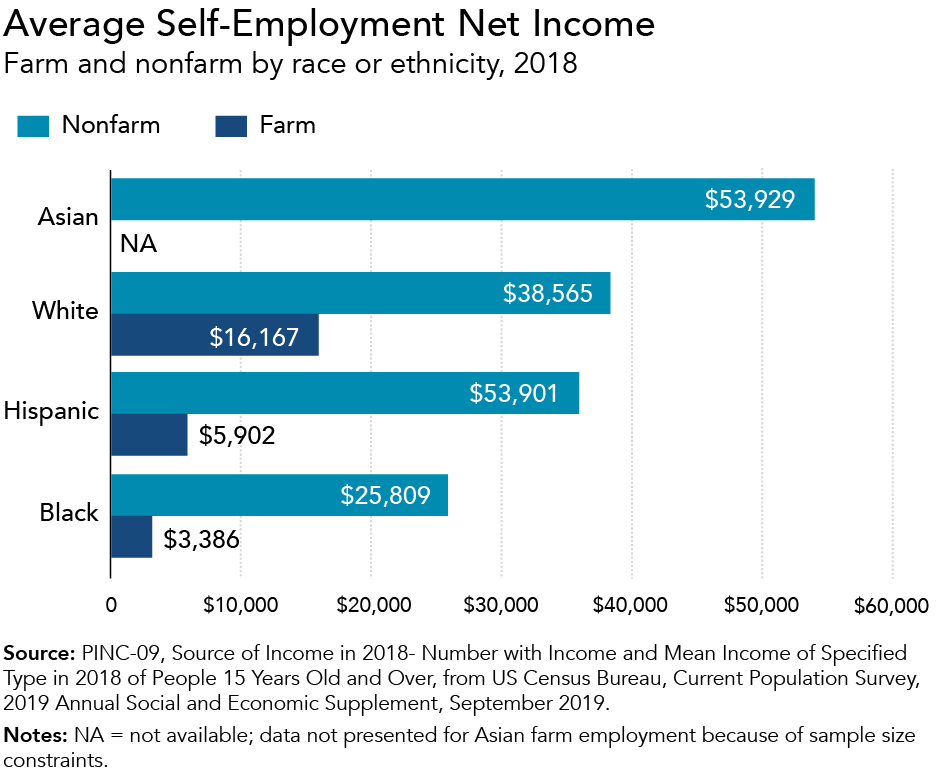 Average Self-Employment Net Income
Farm and nonfarm by race or ethnicity, 2018
Nonfarm Farm
Asian
$53,929
NA
White
$38,565
$16,167
Hispanic
$53,901
$5,902
Black
$25,809
$3,386
0 $10,000 $20,000 $30,000 $40,000 $50,000 $60,000
Source: PINC-09, Source of Income in 2018- Number with Income and Mean Income of Specified
Type in 2018 of People 15 Years Old and Over, from US Census Bureau, Current Population Survey,
2019 Annual Social and Economic Supplement, September 2019.
Notes: NA = not available; data not presented for Asian farm employment because of sample size
constraints.